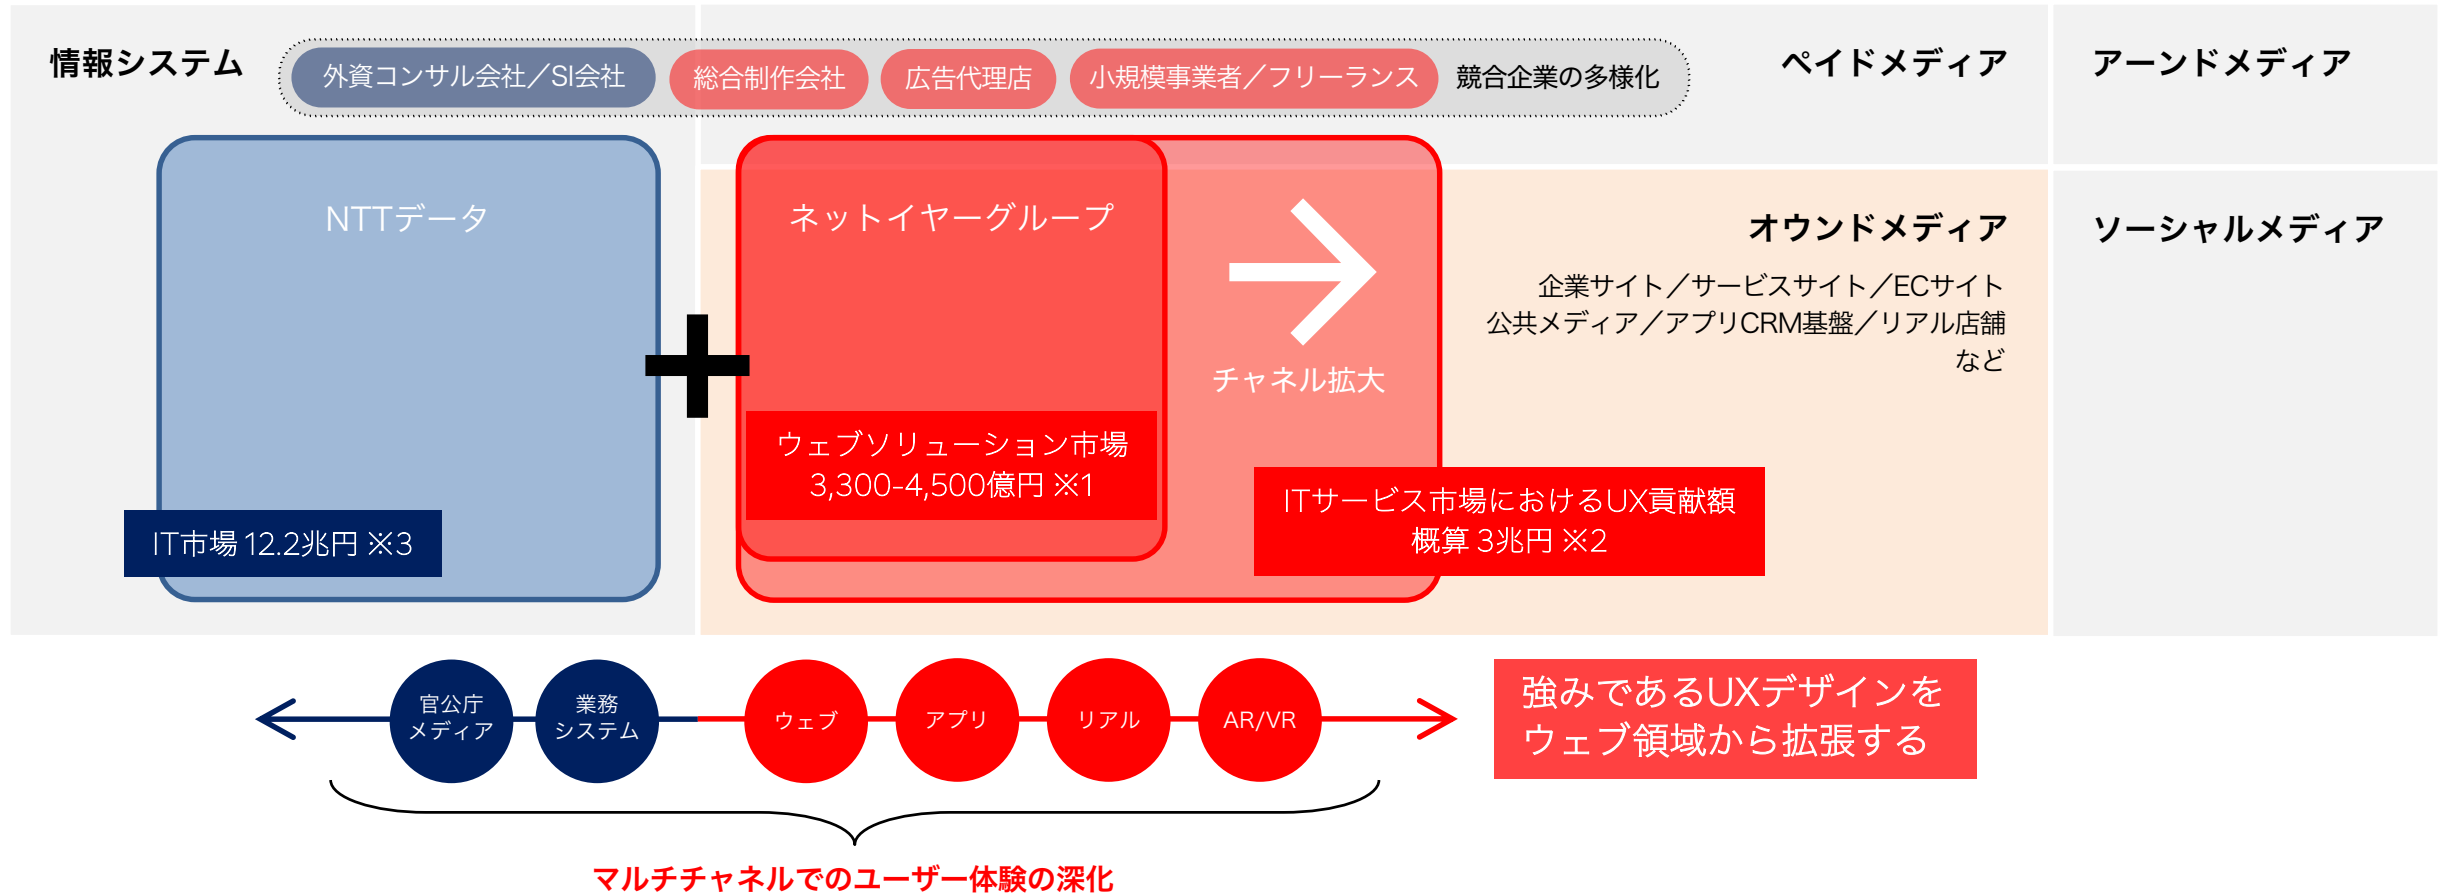 情報システム
外資コンサル会社／SI会社
総合制作会社
広告代理店
小規模事業者／フリーランス
競合企業の多様化
ペイドメディア
アーンドメディア
NTTデータ
ネットイヤーグループ
オウンドメディア
ソーシャルメディア
企業サイト／サービスサイト／ECサイト
公共メディア／アプリCRM基盤／リアル店舗
など
チャネル拡大
ウェブソリューション市場
3,300-4,500億円 ※1
ITサービス市場におけるUX貢献額
概算 3兆円 ※2
IT市場 12.2兆円 ※3
官公庁
メディア
業務
システム
ウェブ
アプリ
リアル
AR/VR
強みであるUXデザインを
ウェブ領域から拡張する
マルチチャネルでのユーザー体験の深化